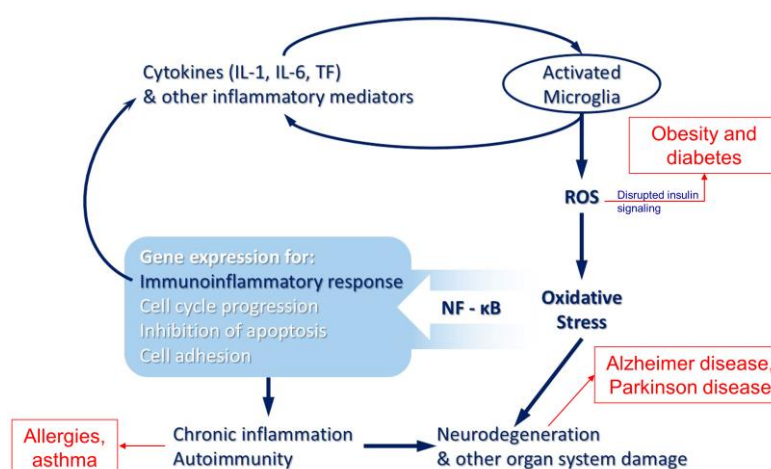 Cytokines (IL-1, IL-6, TF)
& other inflammatory mediators
Activated
Microglia
Obesity and
diabetes
ROS
Disrupted insulin
signaling
Gene expression for:
Immunoinflammatory response
Cell cycle progression
Inhibition of apoptosis
Cell adhesion
NF - κB
Oxidative
Stress
Alzheimer disease,
Parkinson disease
Allergies,
asthma
Chronic inflammation
Autoimmunity
Neurodegeneration
& other organ system damage